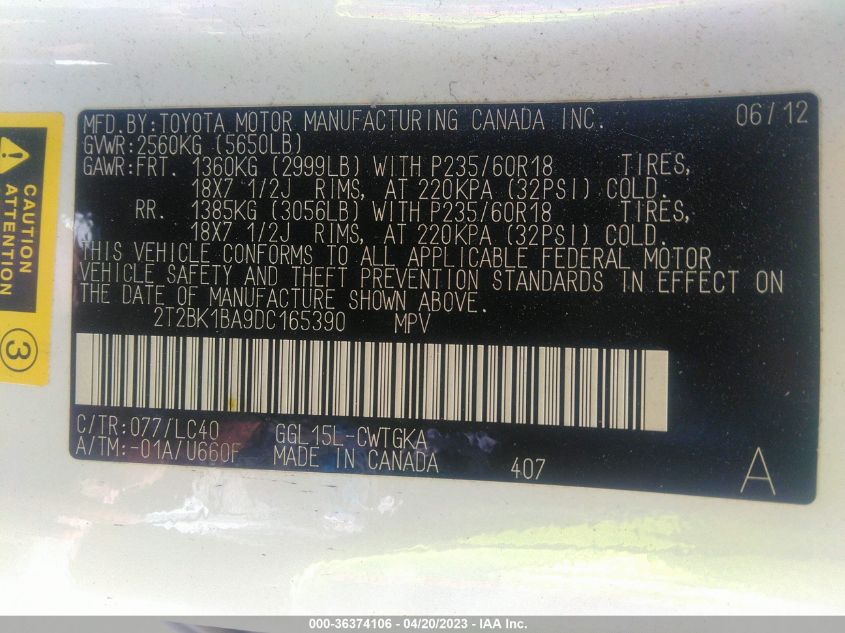 MFD.BY:TOYOTA MOTOR MANUFACTURING CANADA INC. 06/12
GVWR:2560KG (5650LB)
GAWR:FRT. 1360KG (2999LB) WITH P235/60R18 TIRES,
18X7 1/2J RIMS, AT 220KPA (32PSI) COLD.
RR. 1385KG (3056LB) WITH P235/60R18 TIRES,
18X7 1/2J RIMS, AT 220KPA (32PSI) COLD.
THIS VEHICLE CONFORMS TO ALL APPLICABLE FEDERAL MOTOR
VEHICLE SAFETY AND THEFT PREVENTION STANDARDS IN EFFECT ON
THE DATE OF MANUFACTURE SHOWN ABOVE.
2T2BK1BA9DC165390 MPV
C/TR:077/LC40 GGL15L-CWTGKA
A/TM:-01A/U660F MADE IN CANADA 407 A
CAUTION
ATTENTION
3
000-36374106 - 04/20/2023 - IAA Inc.